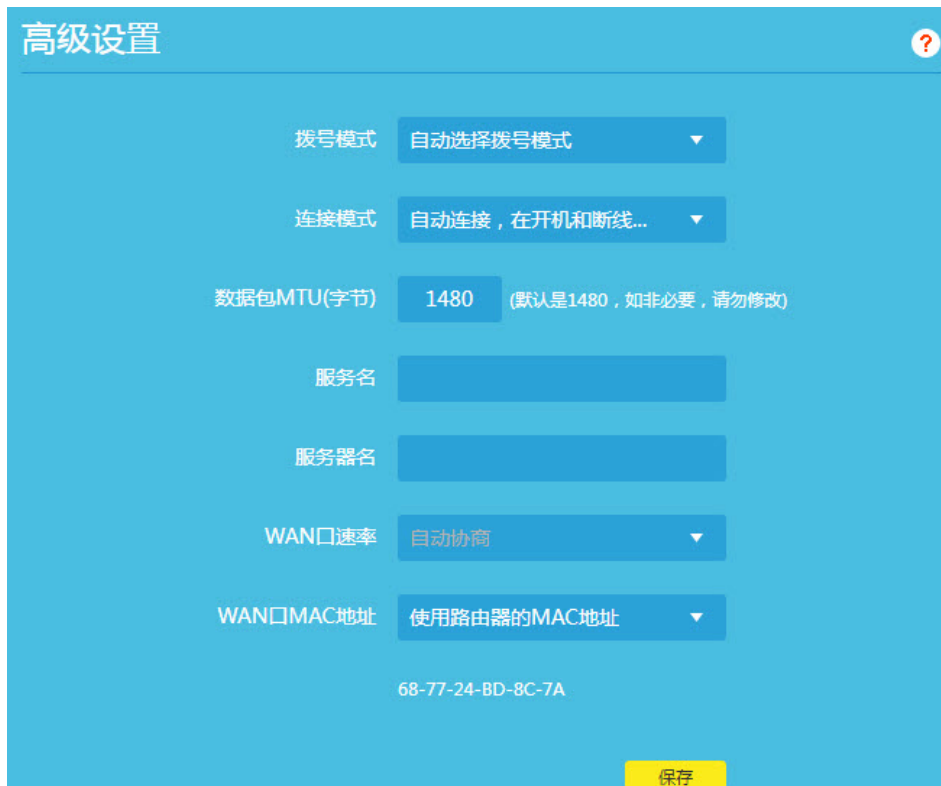 高级设置
?
拨号模式 自动选择拨号模式
连接模式 自动连接，在开机和断线...
数据包MTU(字节) 1480 (默认是1480，如非必要，请勿修改)
服务名
服务器名
WAN口速率 自动协商
WAN口MAC地址 使用路由器的MAC地址
68-77-24-BD-8C-7A
保存